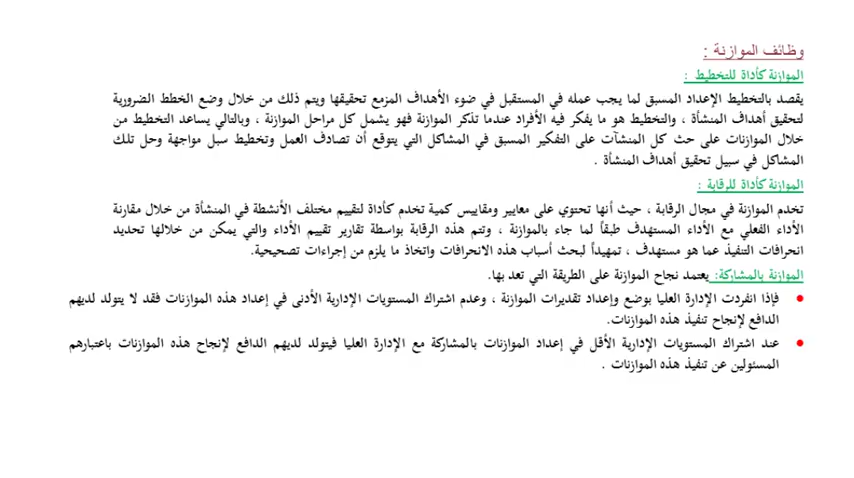 وظائف الموازنة :
الموازنة كأداة للتخطيط :
يقصد بالتخطيط الإعداد المسبق لما يجب عمله في المستقبل في ضوء الأهداف المزمع تحقيقها ويتم ذلك من خلال وضع الخطط الضرورية
لتحقيق أهداف المنشأة ، والتخطيط هو ما يفكر فيه الأفراد عندما تذكر الموازنة فهو يشمل كل مراحل الموازنة ، وبالتالي يساعد التخطيط من
خلال الموازنات على حث كل المنشآت على التفكير المسبق في المشاكل التي يتوقع أن تصادف العمل وتخطيط سبل مواجهة وحل تلك
المشاكل في سبيل تحقيق أهداف المنشأة .
الموازنة كأداة للرقابة :
تخدم الموازنة في مجال الرقابة ، حيث أنها تحتوي على معايير ومقاييس كمية تخدم كأداة لتقييم مختلف الأنشطة في المنشأة من خلال مقارنة
الأداء الفعلي مع الأداء المستهدف طبقاً لما جاء بالموازنة ، وتتم هذه الرقابة بواسطة تقارير تقييم الأداء والتي يمكن من خلالها تحديد
انحرافات التنفيذ عما هو مستهدف ، تمهيداً لبحث أسباب هذه الانحرافات واتخاذ ما يلزم من إجراءات تصحيحية.
الموازنة بالمشاركة: يعتمد نجاح الموازنة على الطريقة التي تعد بها.
● فإذا انفردت الإدارة العليا بوضع وإعداد تقديرات الموازنة ، وعدم اشتراك المستويات الإدارية الأدنى في إعداد هذه الموازنات فقد لا يتولد لديهم
الدافع لإنجاح تنفيذ هذه الموازنات.
● عند اشتراك المستويات الإدارية الأقل في إعداد الموازنات بالمشاركة مع الإدارة العليا فيتولد لديهم الدافع لإنجاح هذه الموازنات باعتبارهم
المسئولين عن تنفيذ هذه الموازنات .